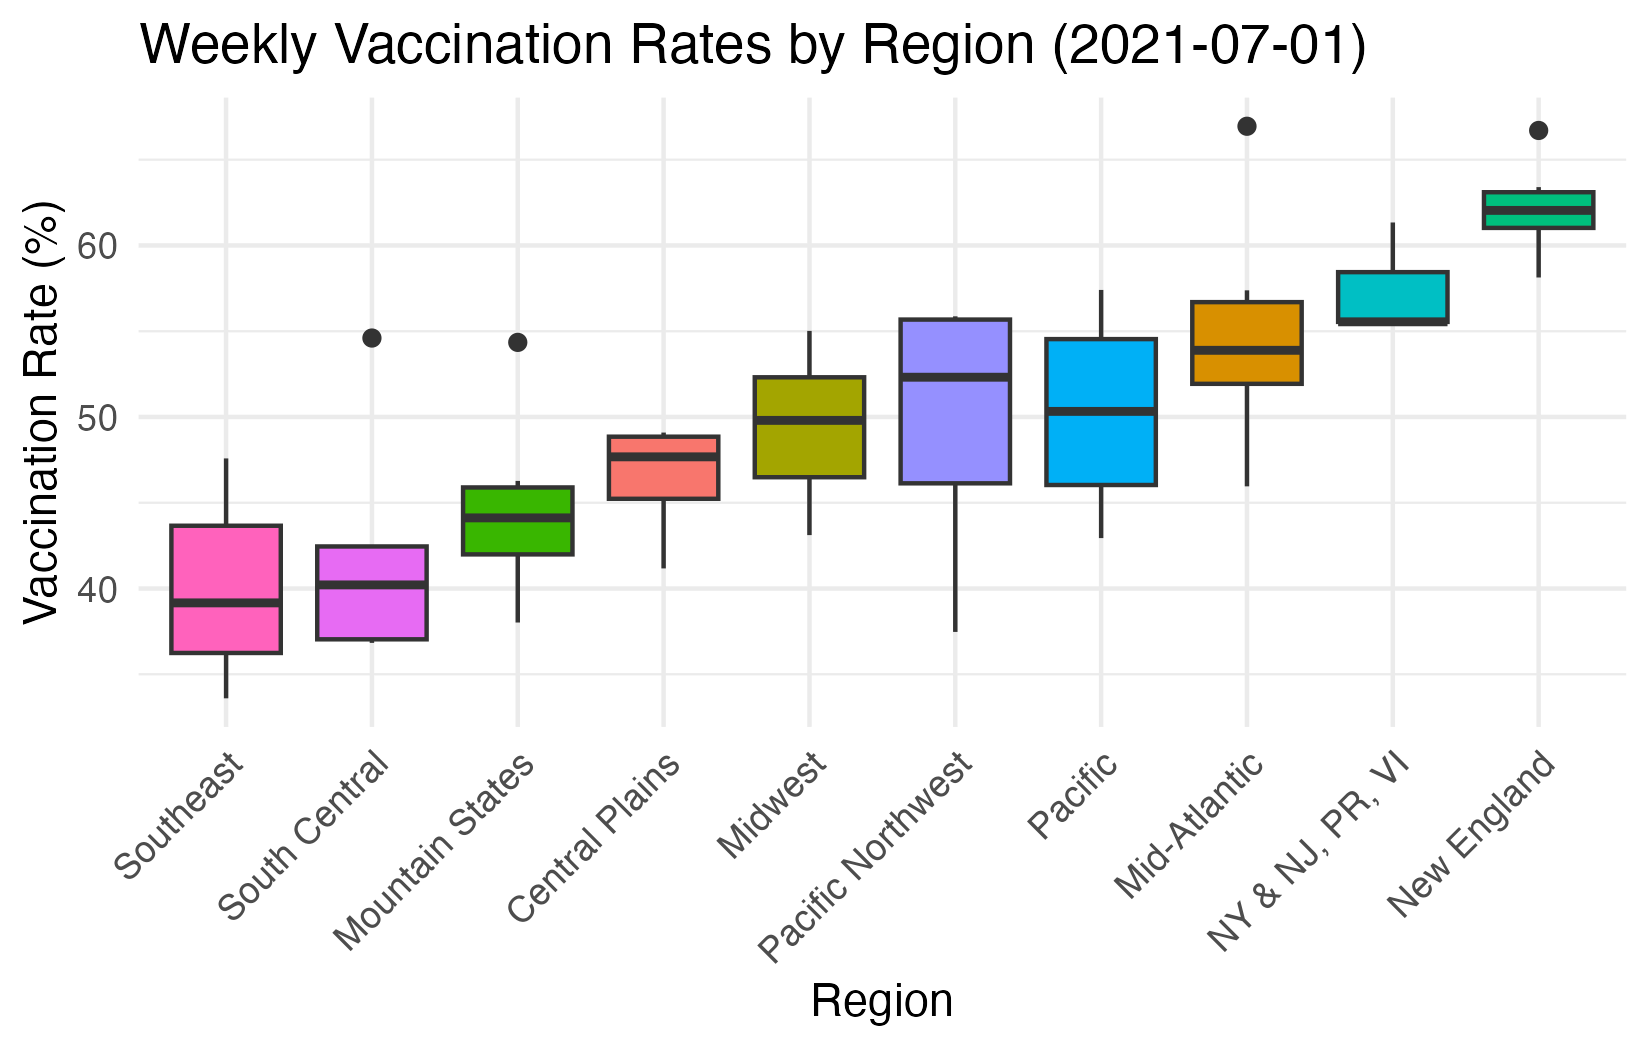 Weekly Vaccination Rates by Region (2021-07-01)
Vaccination Rate (%)
60
50
40
Southeast
South Central
Mountain States
Central Plains
Midwest
Pacific Northwest
Pacific
Mid-Atlantic
NY & NJ, PR, VI
New England
Region